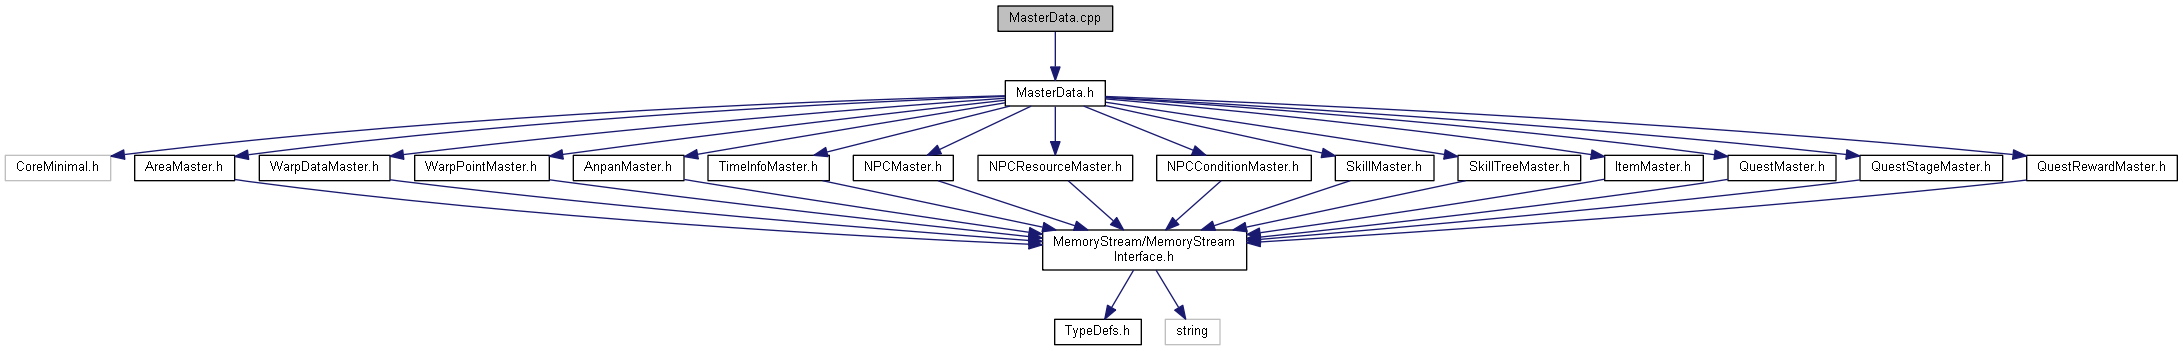 MasterData.cpp
MasterData.h
CoreMinimal.h
AreaMaster.h
WarpDataMaster.h
WarpPointMaster.h
AnpanMaster.h
TimeInfoMaster.h
NPCMaster.h
NPCResourceMaster.h
NPCConditionMaster.h
SkillMaster.h
SkillTreeMaster.h
ItemMaster.h
QuestMaster.h
QuestStageMaster.h
QuestRewardMaster.h
MemoryStream/MemoryStream
Interface.h
TypeDefs.h
string